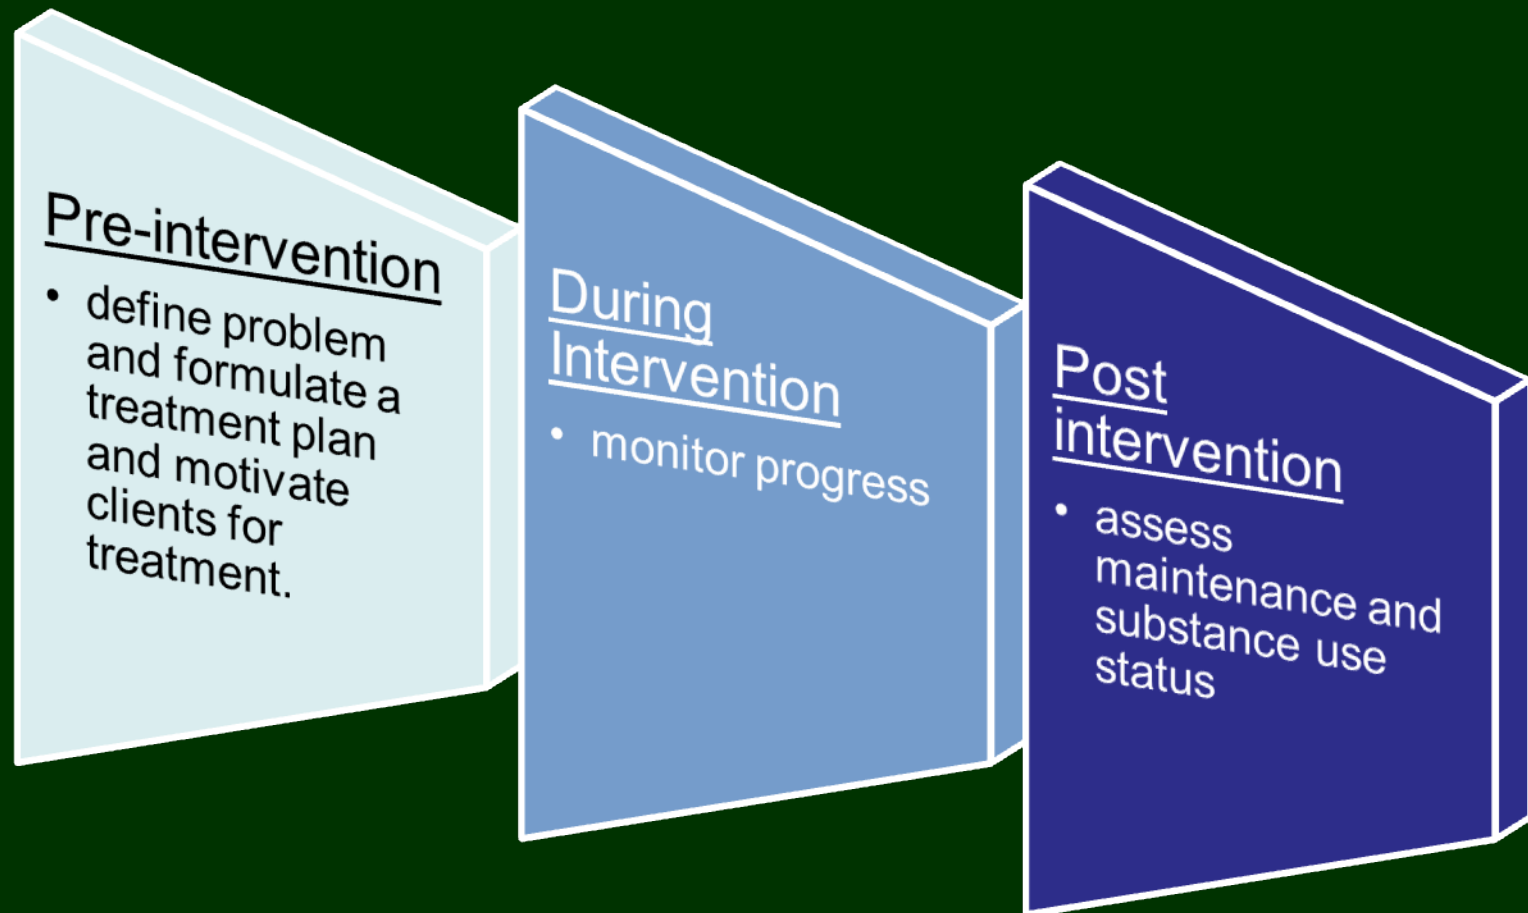 Pre-intervention
• define problem
and formulate a
treatment plan
and motivate
clients for
treatment.
During
Intervention
• monitor progress
Post
intervention
• assess
maintenance and
substance use
status